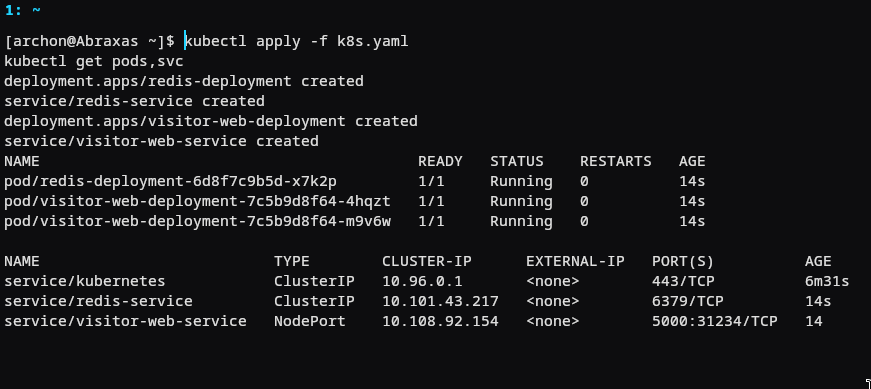 1: ~
[archon@Abraxas ~]$ kubectl apply -f k8s.yaml
kubectl get pods,svc
deployment.apps/redis-deployment created
service/redis-service created
deployment.apps/visitor-web-deployment created
service/visitor-web-service created
NAME                                          READY   STATUS    RESTARTS   AGE
pod/redis-deployment-6d8f7c9b5d-x7k2p         1/1     Running   0          14s
pod/visitor-web-deployment-7c5b9d8f64-4hqzt   1/1     Running   0          14s
pod/visitor-web-deployment-7c5b9d8f64-m9v6w   1/1     Running   0          14s

NAME                          TYPE        CLUSTER-IP      EXTERNAL-IP   PORT(S)          AGE
service/kubernetes            ClusterIP   10.96.0.1       <none>        443/TCP          6m31s
service/redis-service         ClusterIP   10.101.43.217   <none>        6379/TCP         14s
service/visitor-web-service   NodePort    10.108.92.154   <none>        5000:31234/TCP   14